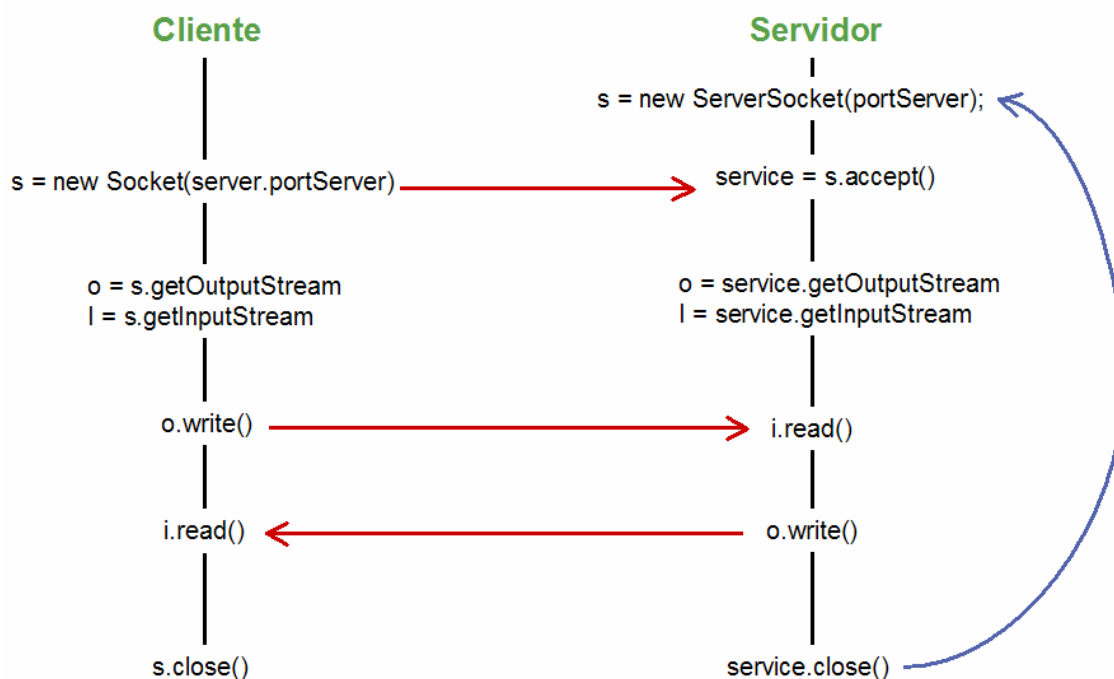 Cliente
Servidor
s = new ServerSocket(portServer);
s = new Socket(server.portServer)
service = s.accept()
o = s.getOutputStream
I = s.getInputStream
o = service.getOutputStream
I = service.getInputStream
o.write()
i.read()
i.read()
o.write()
s.close()
service.close()